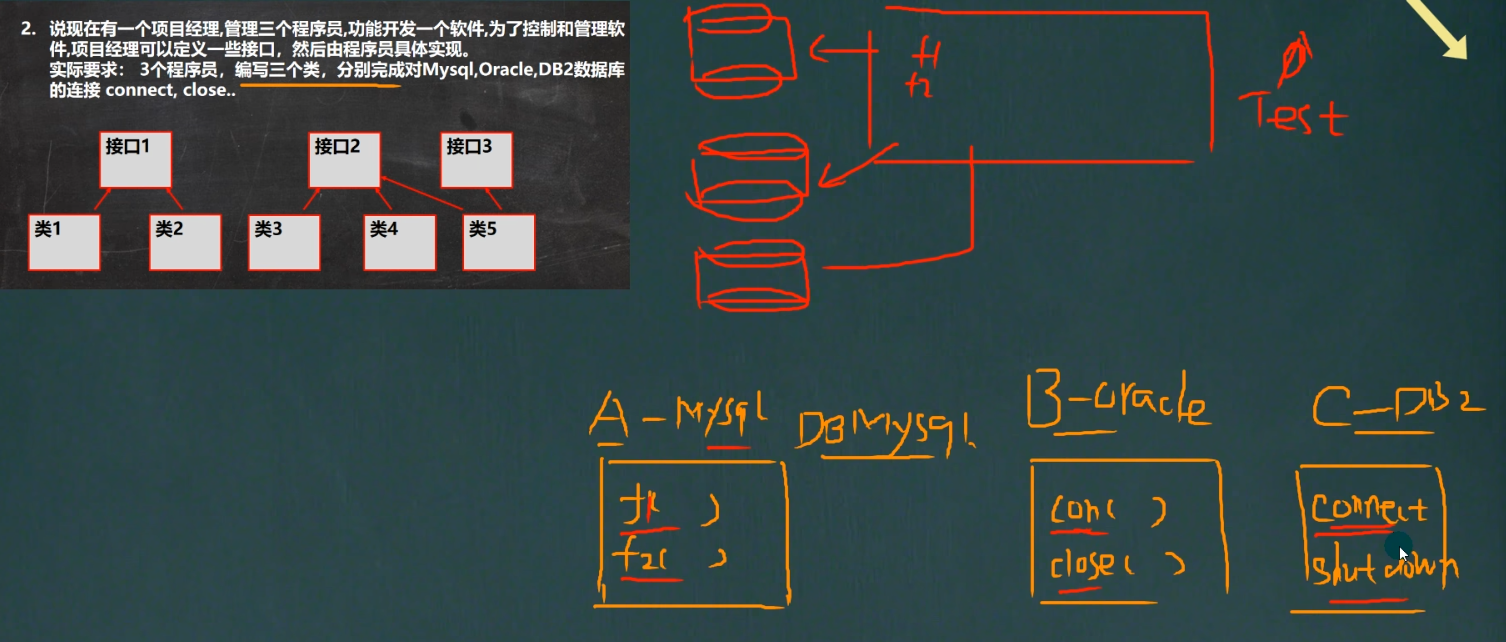 2. 说现在有一个项目经理,管理三个程序员,功能开发一个软件,为了控制和管理软
件,项目经理可以定义一些接口，然后由程序员具体实现。
实际要求： 3个程序员，编写三个类，分别完成对Mysql,Oracle,DB2数据库
的连接 connect, close..
接口1
接口2
接口3
类1
类2
类3
类4
类5
f1
f2
Test
A-Mysql
DBMysql
B-oracle
C-DB2
f1( )
f2( )
con( )
close( )
connect
shutdown